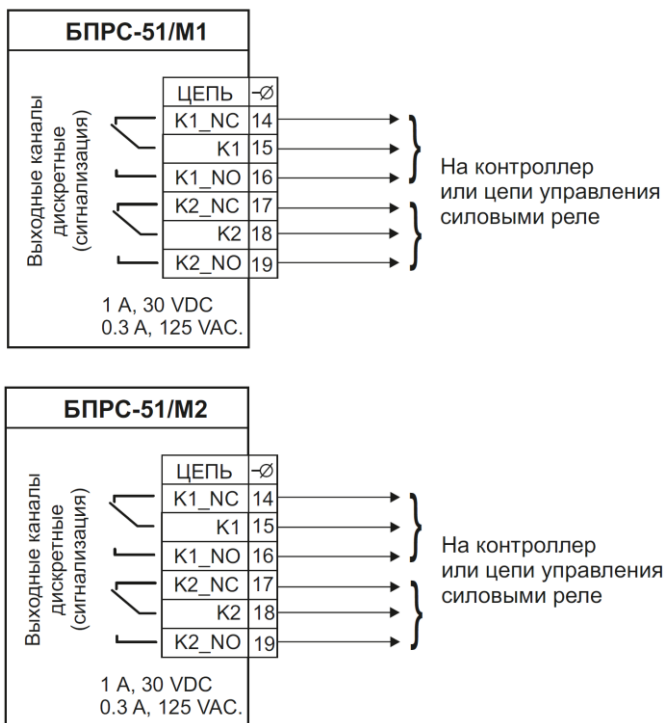 БПРС-51/М1
Выходные каналы
дискретные
(сигнализация)
ЦЕПЬ -Ø
K1_NC 14
K1 15
K1_NO 16
K2_NC 17
K2 18
K2_NO 19
На контроллер
или цепи управления
силовыми реле
1 A, 30 VDC
0.3 A, 125 VAC.
БПРС-51/М2
Выходные каналы
дискретные
(сигнализация)
ЦЕПЬ -Ø
K1_NC 14
K1 15
K1_NO 16
K2_NC 17
K2 18
K2_NO 19
На контроллер
или цепи управления
силовыми реле
1 A, 30 VDC
0.3 A, 125 VAC.